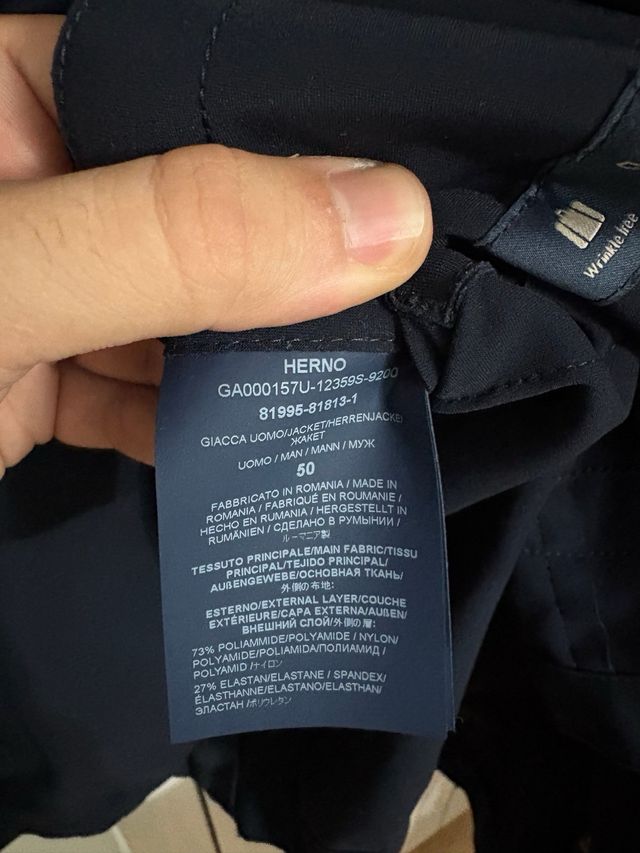 Wrinkle free
HERNO
GA000157U-12359S-9200
81995-81813-1
GIACCA UOMO/JACKET/HERRENJACKE/
ЖАКЕТ
UOMO / MAN / MANN / МУЖ
50
FABBRICATO IN ROMANIA / MADE IN
ROMANIA / FABRIQUÉ EN ROUMANIE /
HECHO EN RUMANIA / HERGESTELLT IN
RUMÄNIEN / СДЕЛАНО В РУМЫНИИ /
ルーマニア製
TESSUTO PRINCIPALE/MAIN FABRIC/TISSU
PRINCIPAL/TEJIDO PRINCIPAL/
AUßENGEWEBE/ОСНОВНАЯ ТКАНЬ/
外側の布地:
ESTERNO/EXTERNAL LAYER/COUCHE
EXTÉRIEURE/CAPA EXTERNA/AUßEN/
ВНЕШНИЙ СЛОЙ/外側の層:
73% POLIAMMIDE/POLYAMIDE / NYLON/
POLYAMIDE/POLIAMIDA/ПОЛИАМИД /
POLYAMID /ナイロン
27% ELASTAN/ELASTANE / SPANDEX/
ÉLASTHANNE/ELASTANO/ELASTHAN/
ЭЛАСТАН /ポリウレタン